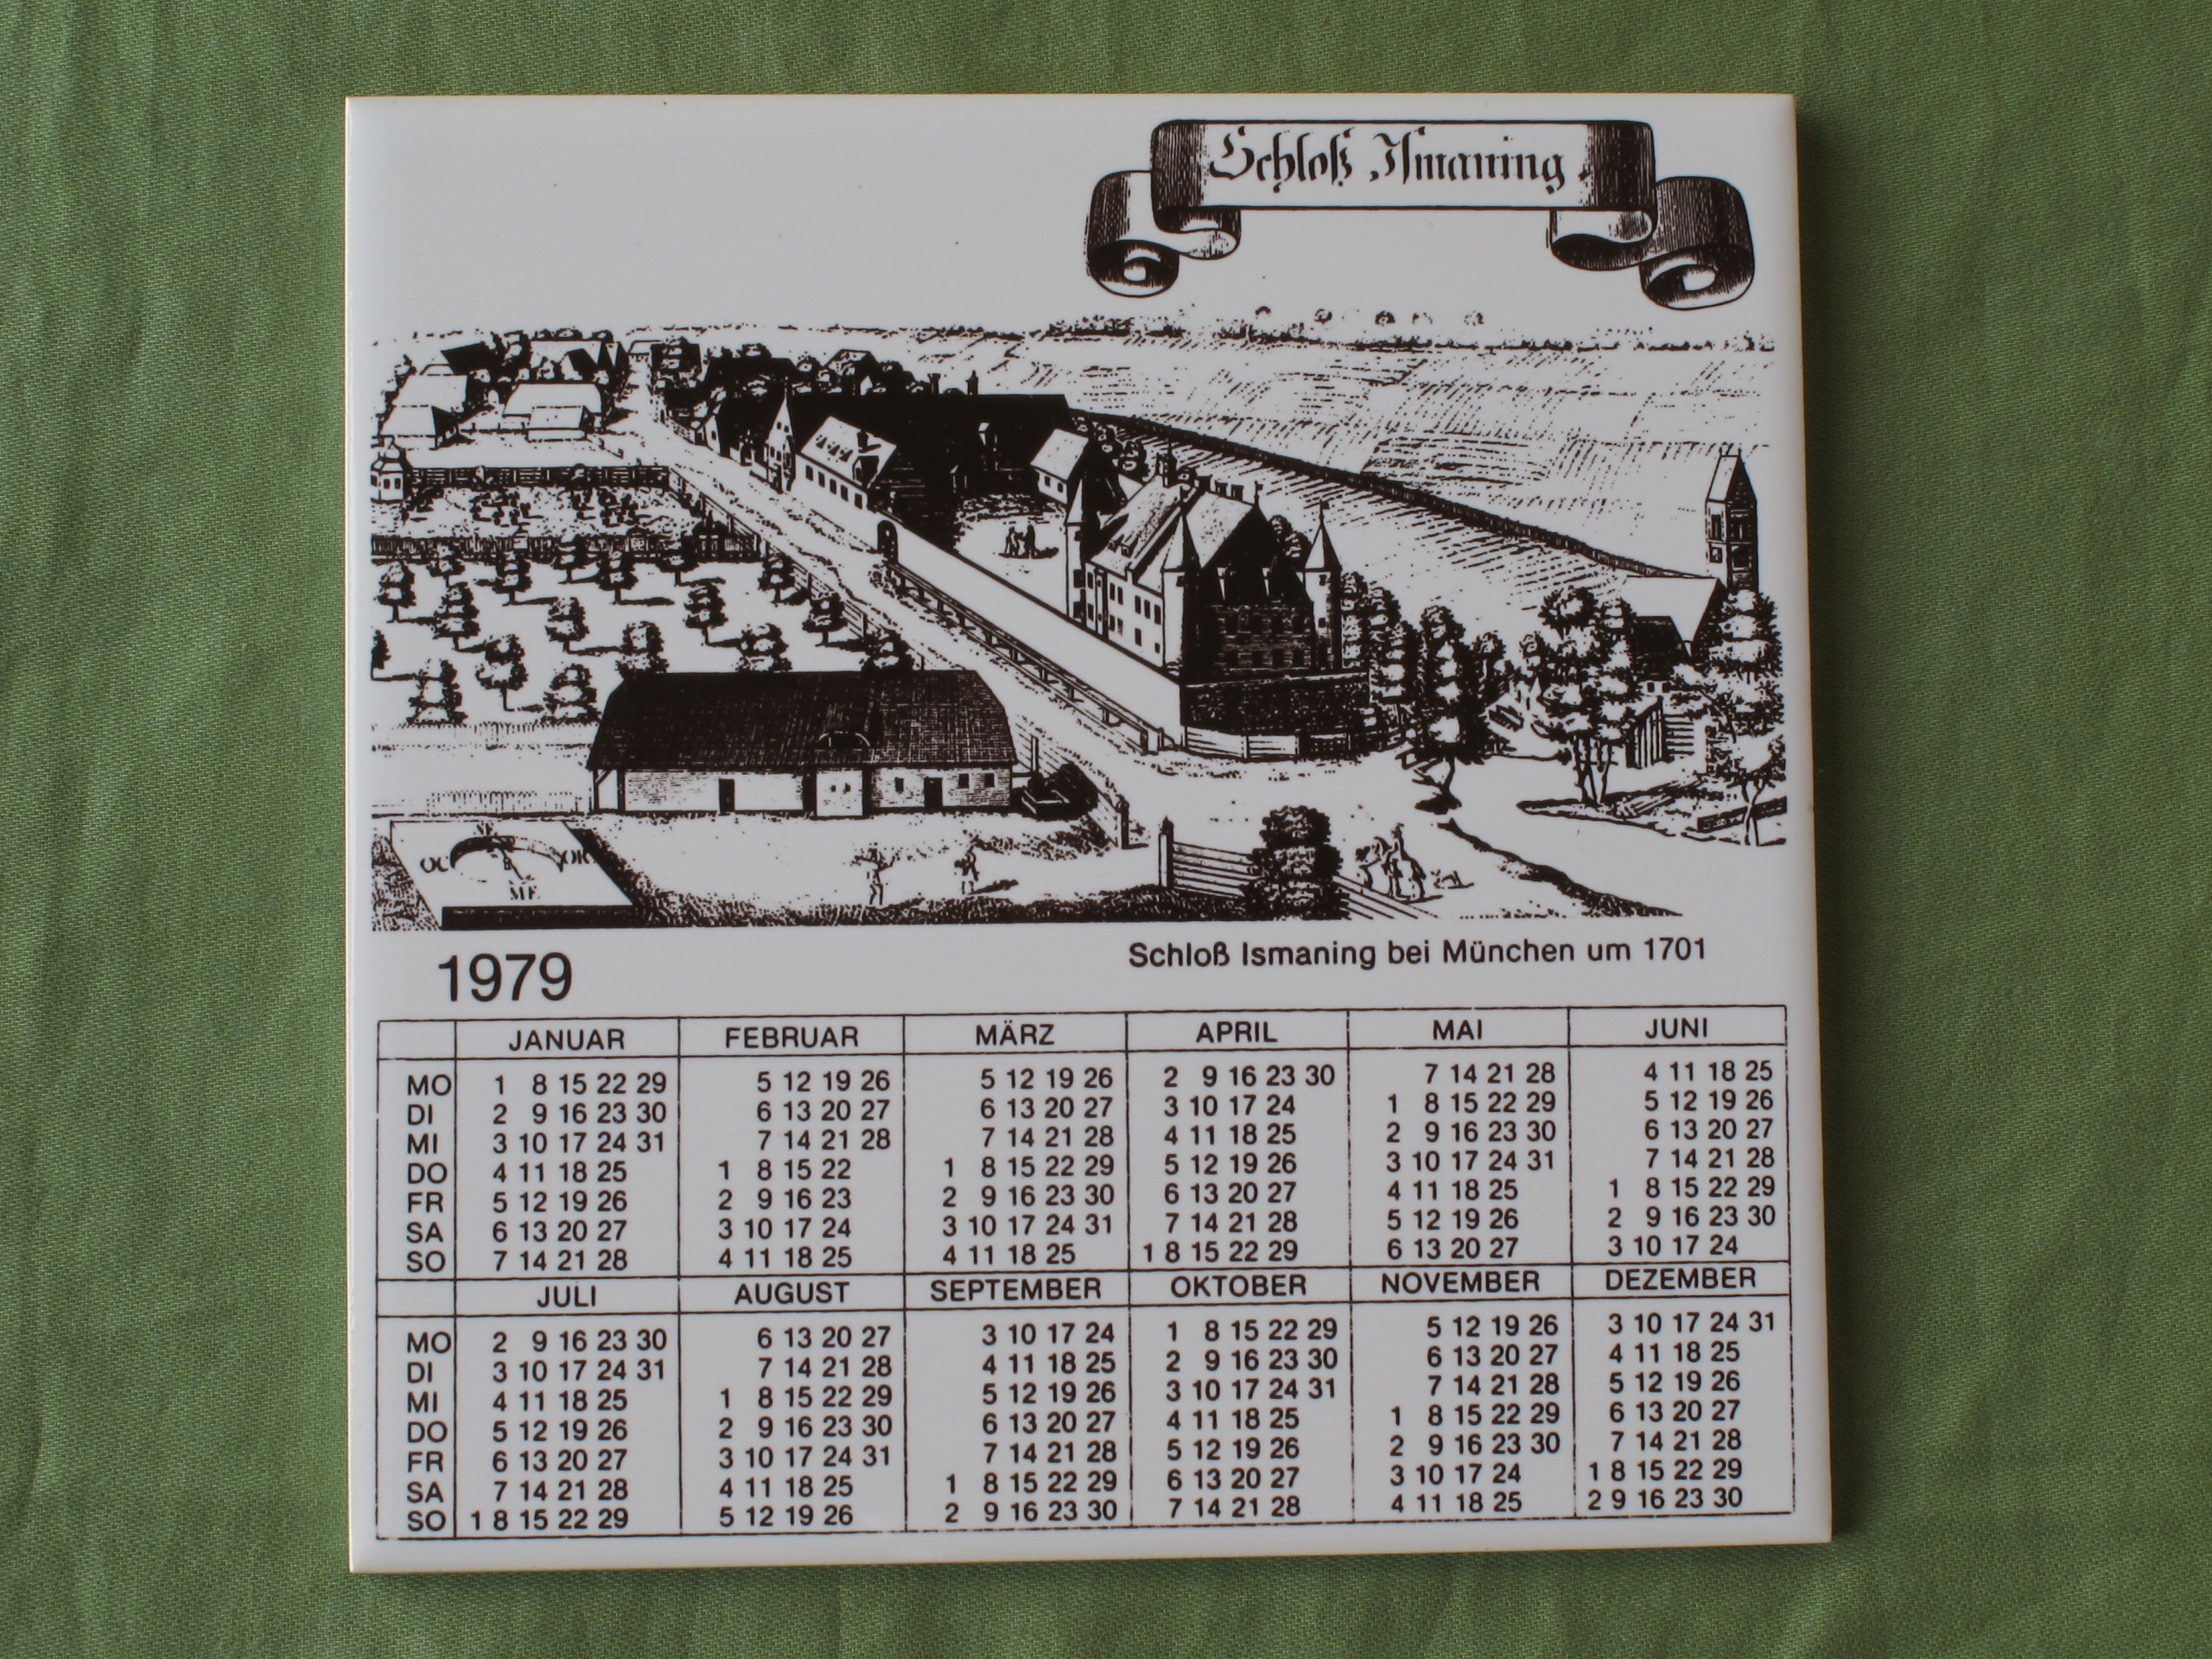 Schloß Ismaning
OC OR
ME
1979
Schloß Ismaning bei München um 1701
JANUAR FEBRUAR MÄRZ APRIL MAI JUNI
MO 1 8 15 22 29 5 12 19 26 5 12 19 26 2 9 16 23 30 7 14 21 28 4 11 18 25
DI 2 9 16 23 30 6 13 20 27 6 13 20 27 3 10 17 24 1 8 15 22 29 5 12 19 26
MI 3 10 17 24 31 7 14 21 28 7 14 21 28 4 11 18 25 2 9 16 23 30 6 13 20 27
DO 4 11 18 25 1 8 15 22 1 8 15 22 29 5 12 19 26 3 10 17 24 31 7 14 21 28
FR 5 12 19 26 2 9 16 23 2 9 16 23 30 6 13 20 27 4 11 18 25 1 8 15 22 29
SA 6 13 20 27 3 10 17 24 3 10 17 24 31 7 14 21 28 5 12 19 26 2 9 16 23 30
SO 7 14 21 28 4 11 18 25 4 11 18 25 1 8 15 22 29 6 13 20 27 3 10 17 24
JULI AUGUST SEPTEMBER OKTOBER NOVEMBER DEZEMBER
MO 2 9 16 23 30 6 13 20 27 3 10 17 24 1 8 15 22 29 5 12 19 26 3 10 17 24 31
DI 3 10 17 24 31 7 14 21 28 4 11 18 25 2 9 16 23 30 6 13 20 27 4 11 18 25
MI 4 11 18 25 1 8 15 22 29 5 12 19 26 3 10 17 24 31 7 14 21 28 5 12 19 26
DO 5 12 19 26 2 9 16 23 30 6 13 20 27 4 11 18 25 1 8 15 22 29 6 13 20 27
FR 6 13 20 27 3 10 17 24 31 7 14 21 28 5 12 19 26 2 9 16 23 30 7 14 21 28
SA 7 14 21 28 4 11 18 25 1 8 15 22 29 6 13 20 27 3 10 17 24 1 8 15 22 29
SO 1 8 15 22 29 5 12 19 26 2 9 16 23 30 7 14 21 28 4 11 18 25 2 9 16 23 30